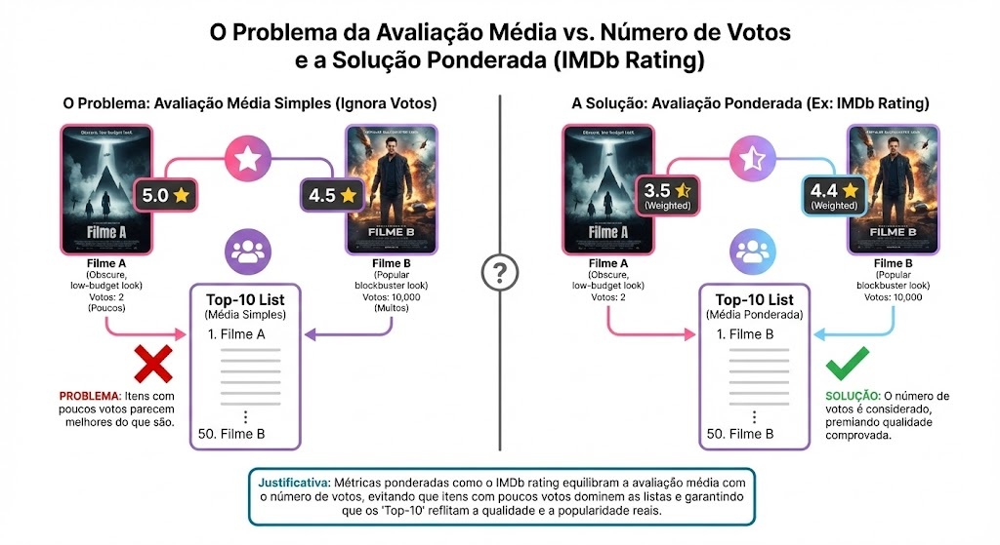 O Problema da Avaliação Média vs. Número de Votos
e a Solução Ponderada (IMDb Rating)
O Problema: Avaliação Média Simples (Ignora Votos)
Filme A
5.0
4.5
FILME B
Filme A
(Obscure,
low-budget look)
Votos: 2
(Poucos)
Filme B
(Popular
blockbuster look)
Votos: 10,000
(Muitos)
Top-10 List
(Média Simples)
1. Filme A
50. Filme B
PROBLEMA: Itens com
poucos votos parecem
melhores do que são.
?
A Solução: Avaliação Ponderada (Ex: IMDb Rating)
Filme A
3.5
(Weighted)
4.4
(Weighted)
FILME B
Filme A
(Obscure,
low-budget look)
Votos: 2
Filme B
(Popular
blockbuster look)
Votos: 10,000
Top-10 List
(Média Ponderada)
1. Filme B
50. Filme B
SOLUÇÃO: O número de
votos é considerado,
premiando qualidade
comprovada.
Justificativa: Métricas ponderadas como o IMDb rating equilibram a avaliação média com
o número de votos, evitando que itens com poucos votos dominem as listas e garantindo
que os 'Top-10' reflitam a qualidade e a popularidade reais.